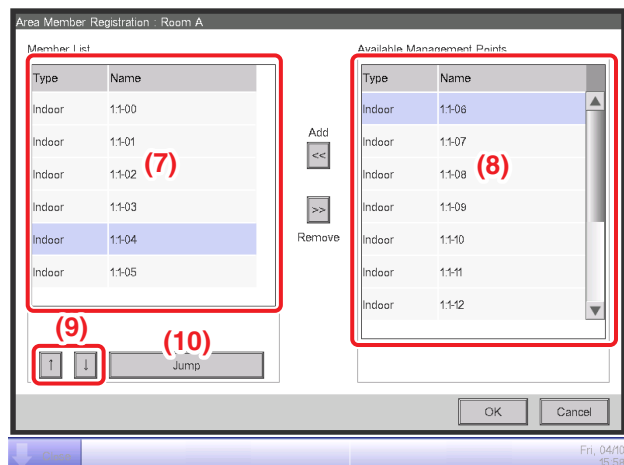 Area Member Registration : Room A
Member List
Available Management Points
Type Name
Indoor 1:1-00
Indoor 1:1-01
Indoor 1:1-02
Indoor 1:1-03
Indoor 1:1-04
Indoor 1:1-05
(7)
Add
<<
>>
Remove
Type Name
Indoor 1:1-06
Indoor 1:1-07
Indoor 1:1-08
Indoor 1:1-09
Indoor 1:1-10
Indoor 1:1-11
Indoor 1:1-12
(8)
(9)
(10)
↑ ↓ Jump
OK Cancel
Fri, 04/10
15:58